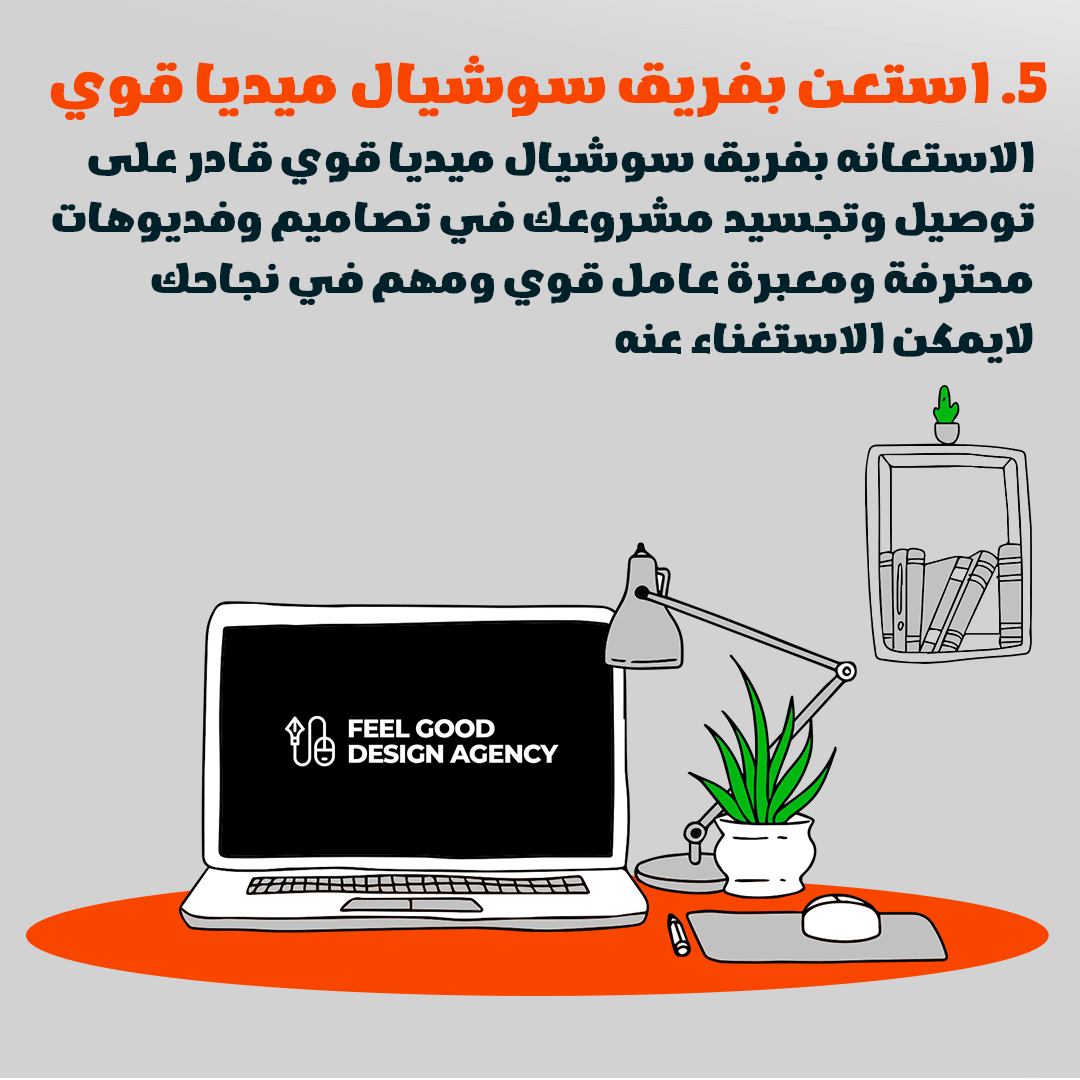 5. استعن بفريق سوشيال ميديا قوي
الاستعانه بفريق سوشيال ميديا قوي قادر على
توصيل وتجسيد مشروعك في تصاميم وفديوهات
محترفة ومعبرة عامل قوي ومهم في نجاحك
لايمكن الاستغناء عنه
FEEL GOOD
DESIGN AGENCY